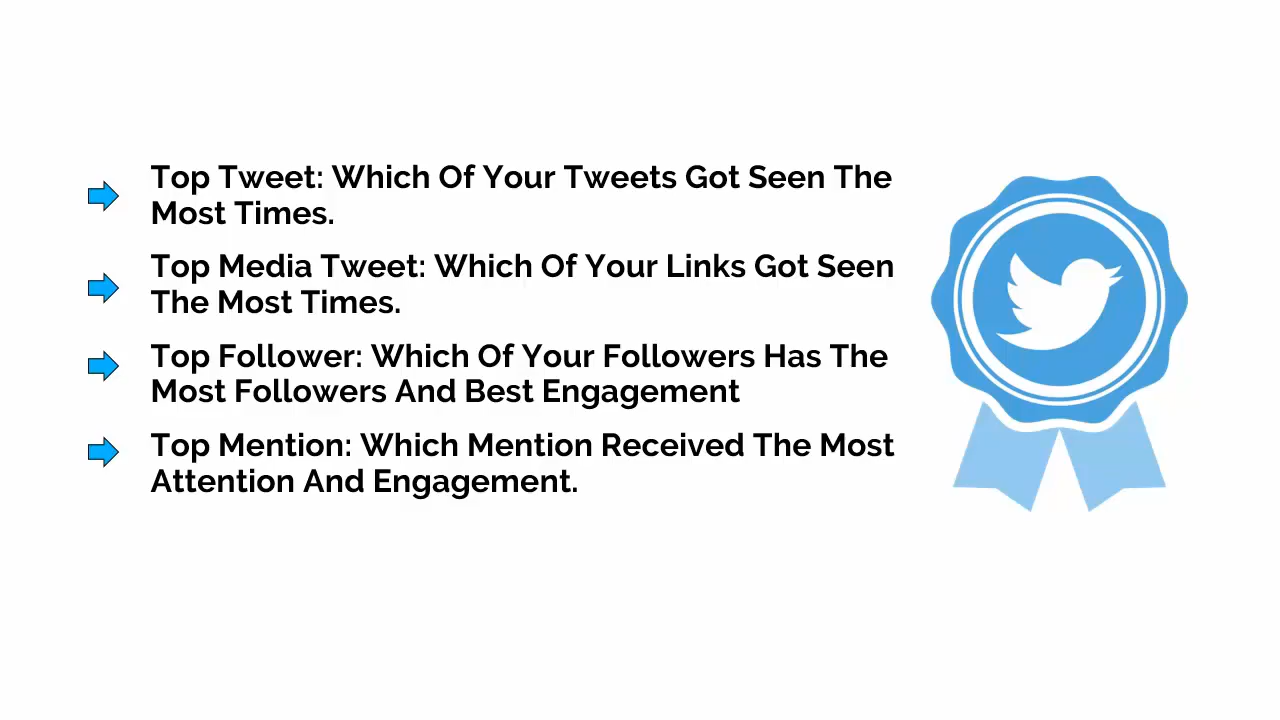 Top Tweet: Which Of Your Tweets Got Seen The
Most Times.
Top Media Tweet: Which Of Your Links Got Seen
The Most Times.
Top Follower: Which Of Your Followers Has The
Most Followers And Best Engagement
Top Mention: Which Mention Received The Most
Attention And Engagement.